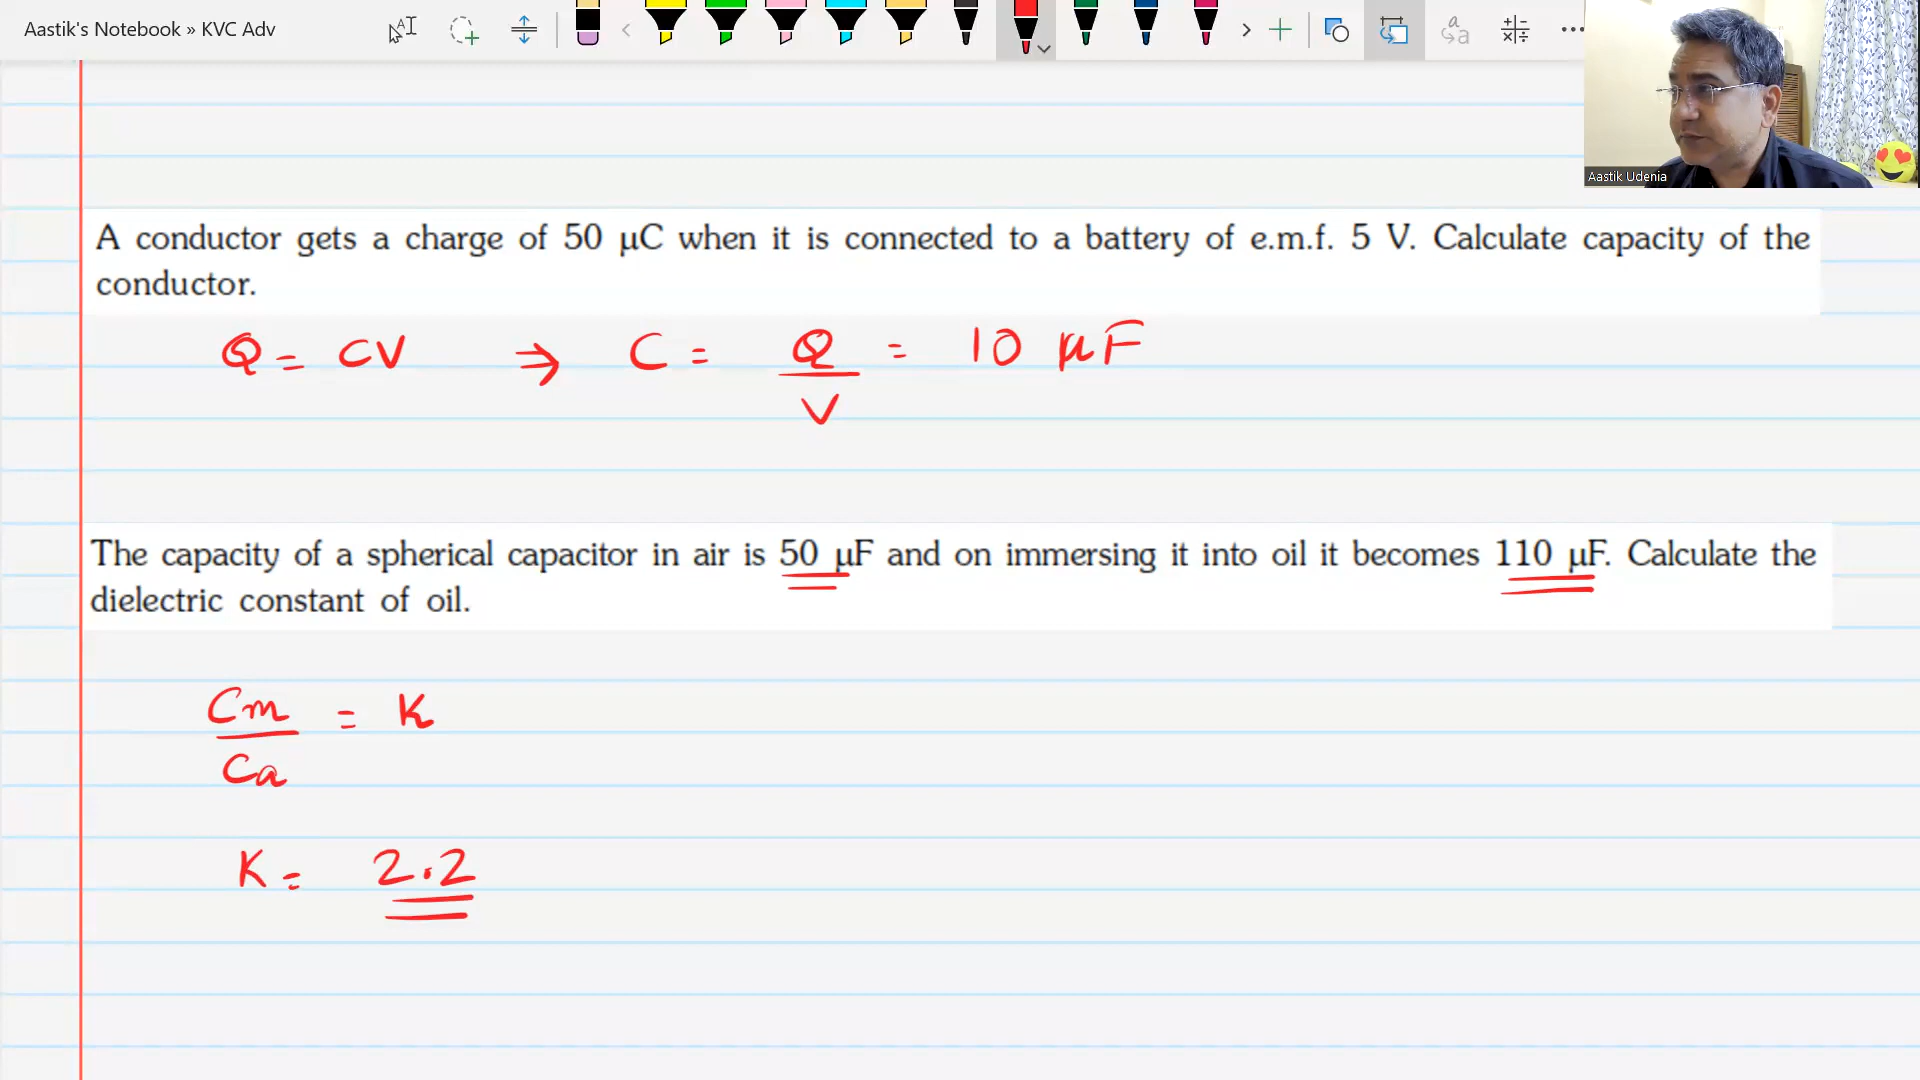 Aastik's Notebook » KVC Adv
Aastik Udenia
A conductor gets a charge of 50 μC when it is connected to a battery of e.m.f. 5 V. Calculate capacity of the
conductor.
Q = CV → C = Q/V = 10 μF
The capacity of a spherical capacitor in air is 50 μF and on immersing it into oil it becomes 110 μF. Calculate the
dielectric constant of oil.
Cm/Ca = K
K = 2.2